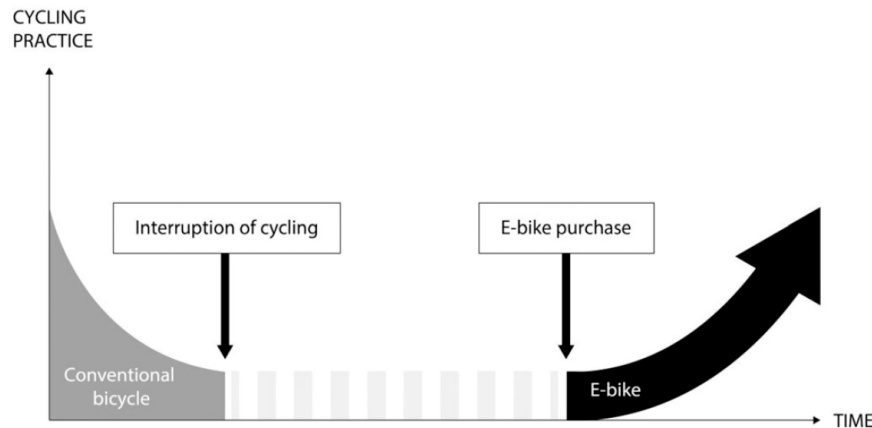 CYCLING
PRACTICE
Interruption of cycling
E-bike purchase
Conventional
bicycle
E-bike
TIME